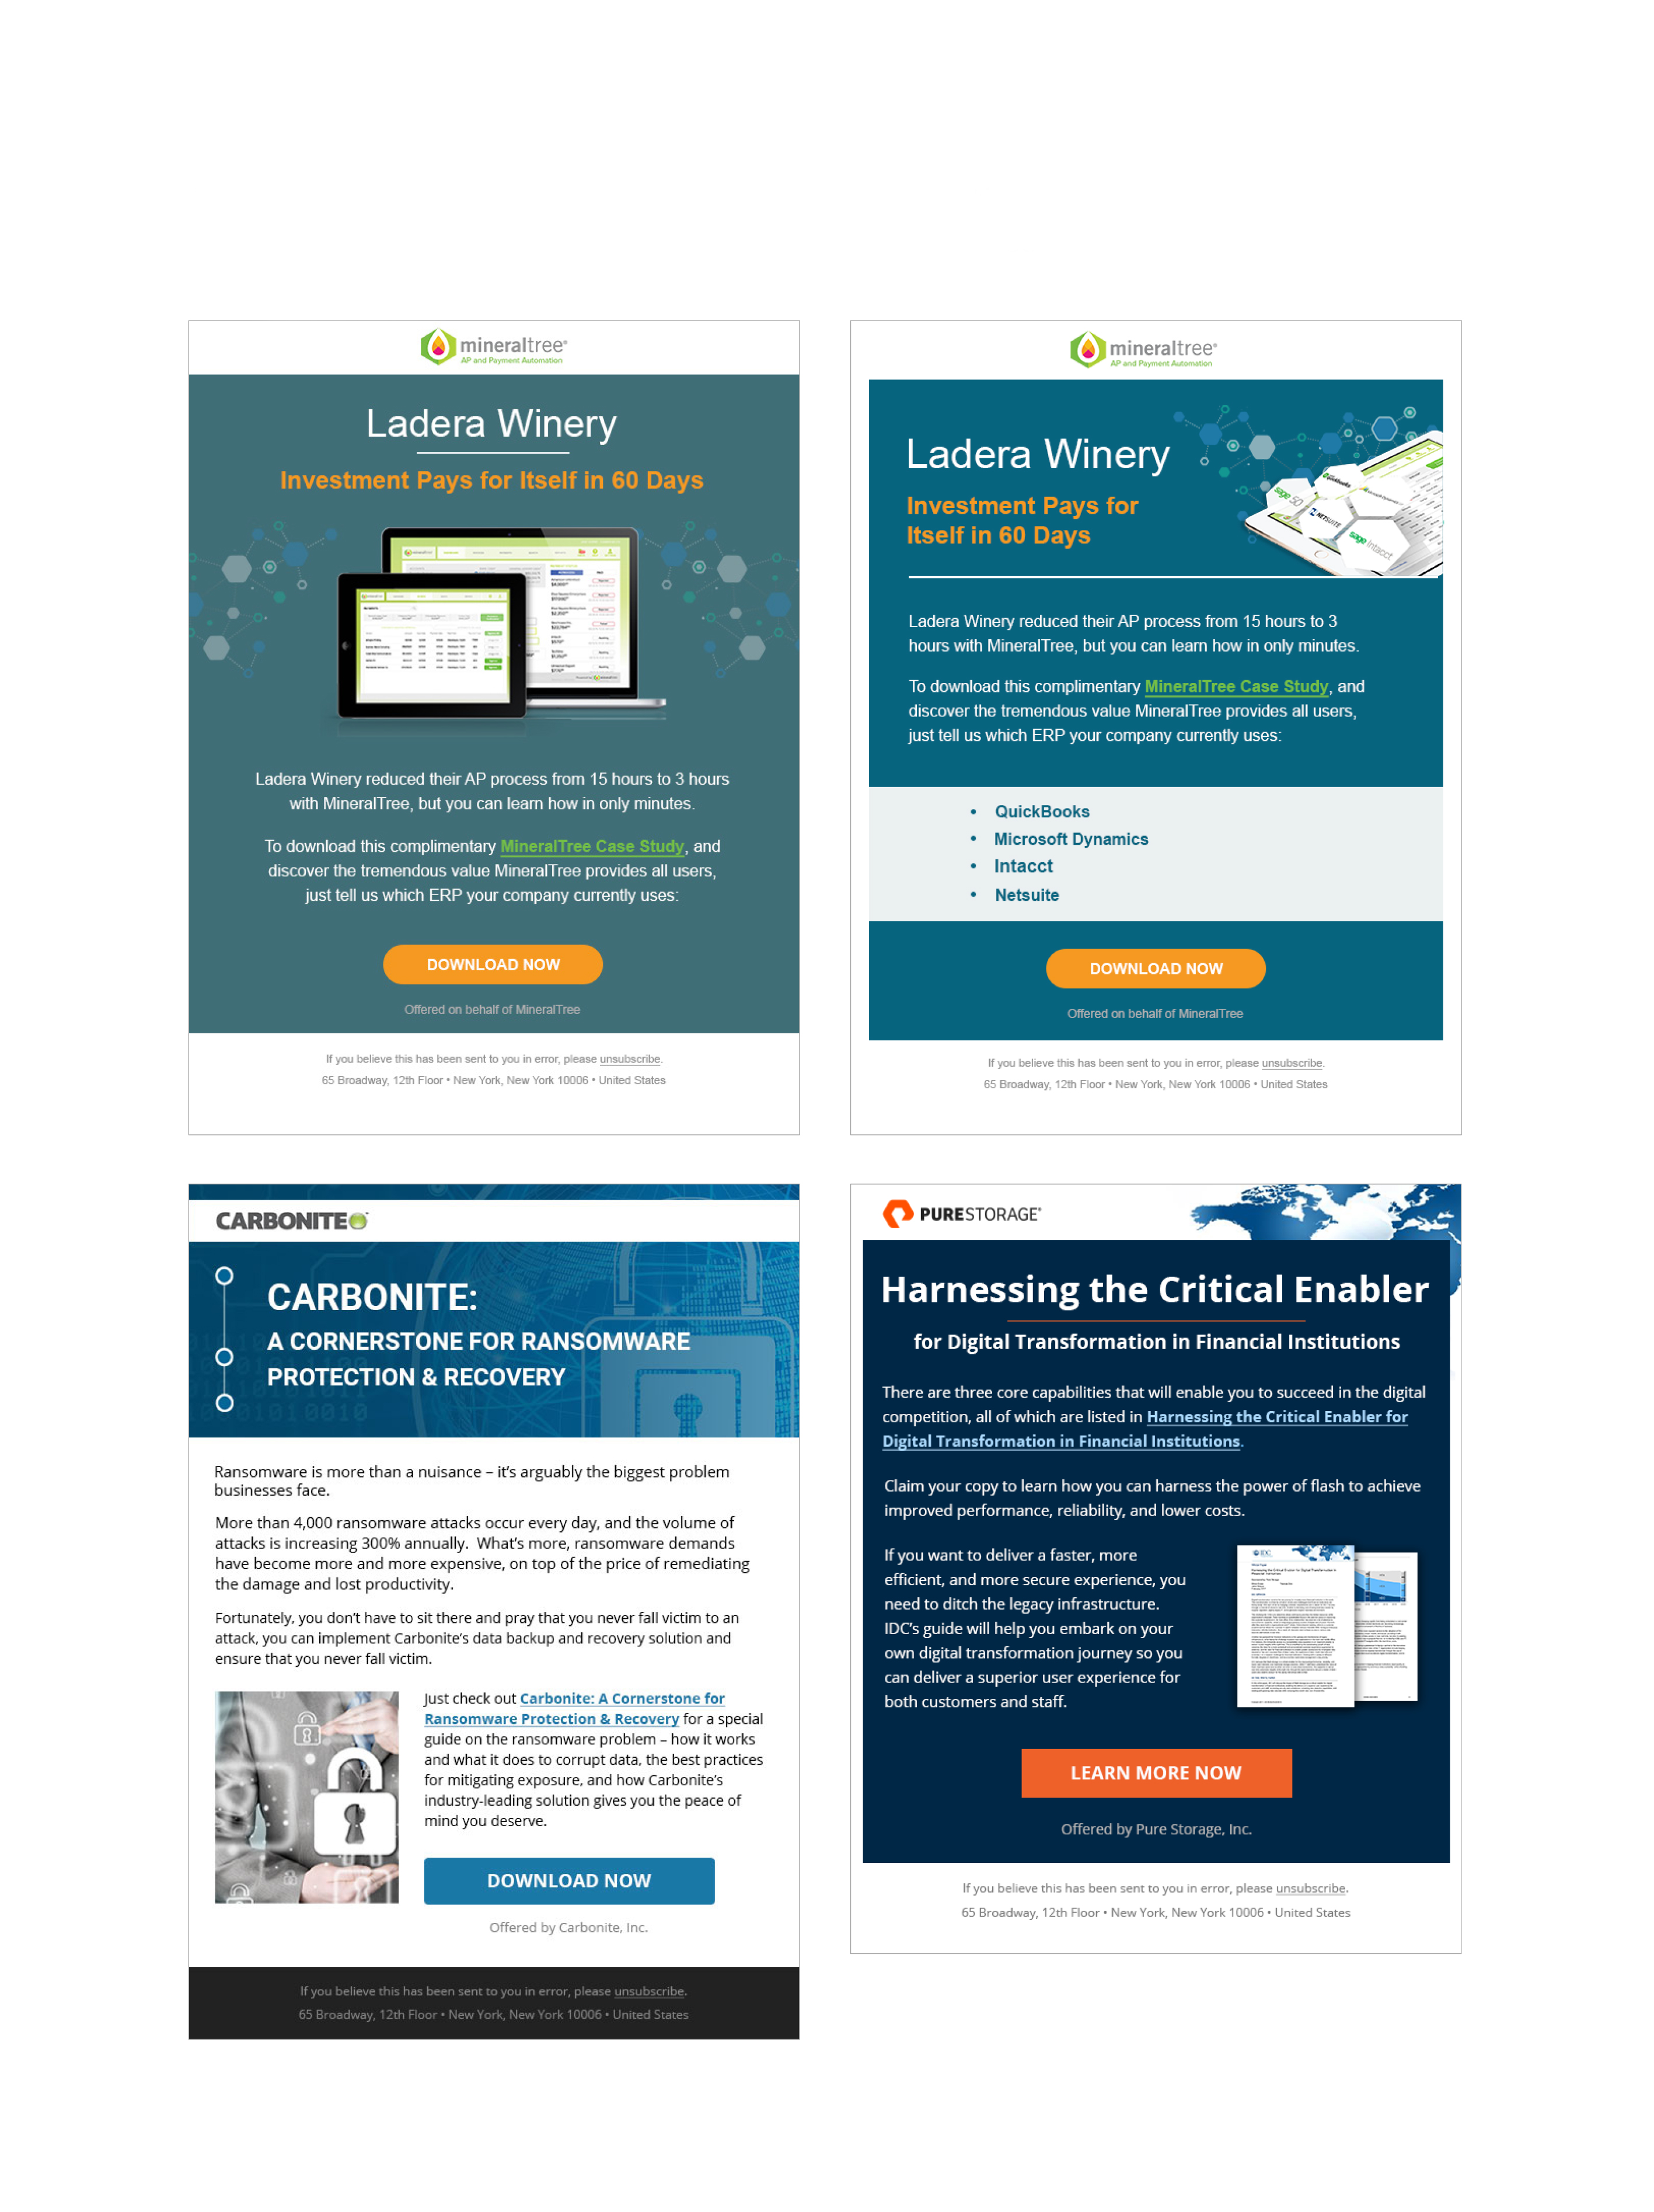 mineraltree®
AP and Payment Automation
Ladera Winery
Investment Pays for Itself in 60 Days
Ladera Winery reduced their AP process from 15 hours to 3 hours
with MineralTree, but you can learn how in only minutes.
To download this complimentary MineralTree Case Study, and
discover the tremendous value MineralTree provides all users,
just tell us which ERP your company currently uses:
DOWNLOAD NOW
Offered on behalf of MineralTree
If you believe this has been sent to you in error, please unsubscribe.
65 Broadway, 12th Floor • New York, New York 10006 • United States
mineraltree®
AP and Payment Automation
Ladera Winery
Investment Pays for
Itself in 60 Days
sage 50
quickbooks
NETSUITE
sage Intacct
Ladera Winery reduced their AP process from 15 hours to 3
hours with MineralTree, but you can learn how in only minutes.
To download this complimentary MineralTree Case Study, and
discover the tremendous value MineralTree provides all users,
just tell us which ERP your company currently uses:
• QuickBooks
• Microsoft Dynamics
• Intacct
• Netsuite
DOWNLOAD NOW
Offered on behalf of MineralTree
If you believe this has been sent to you in error, please unsubscribe.
65 Broadway, 12th Floor • New York, New York 10006 • United States
CARBONITE
CARBONITE:
A CORNERSTONE FOR RANSOMWARE
PROTECTION & RECOVERY
Ransomware is more than a nuisance – it's arguably the biggest problem
businesses face.
More than 4,000 ransomware attacks occur every day, and the volume of
attacks is increasing 300% annually. What's more, ransomware demands
have become more and more expensive, on top of the price of remediating
the damage and lost productivity.
Fortunately, you don't have to sit there and pray that you never fall victim to an
attack, you can implement Carbonite's data backup and recovery solution and
ensure that you never fall victim.
Just check out Carbonite: A Cornerstone for
Ransomware Protection & Recovery for a special
guide on the ransomware problem – how it works
and what it does to corrupt data, the best practices
for mitigating exposure, and how Carbonite's
industry-leading solution gives you the peace of
mind you deserve.
DOWNLOAD NOW
Offered by Carbonite, Inc.
If you believe this has been sent to you in error, please unsubscribe.
65 Broadway, 12th Floor • New York, New York 10006 • United States
PURESTORAGE®
Harnessing the Critical Enabler
for Digital Transformation in Financial Institutions
There are three core capabilities that will enable you to succeed in the digital
competition, all of which are listed in Harnessing the Critical Enabler for
Digital Transformation in Financial Institutions.
Claim your copy to learn how you can harness the power of flash to achieve
improved performance, reliability, and lower costs.
If you want to deliver a faster, more
efficient, and more secure experience, you
need to ditch the legacy infrastructure.
IDC's guide will help you embark on your
own digital transformation journey so you
can deliver a superior user experience for
both customers and staff.
IDC
LEARN MORE NOW
Offered by Pure Storage, Inc.
If you believe this has been sent to you in error, please unsubscribe.
65 Broadway, 12th Floor • New York, New York 10006 • United States